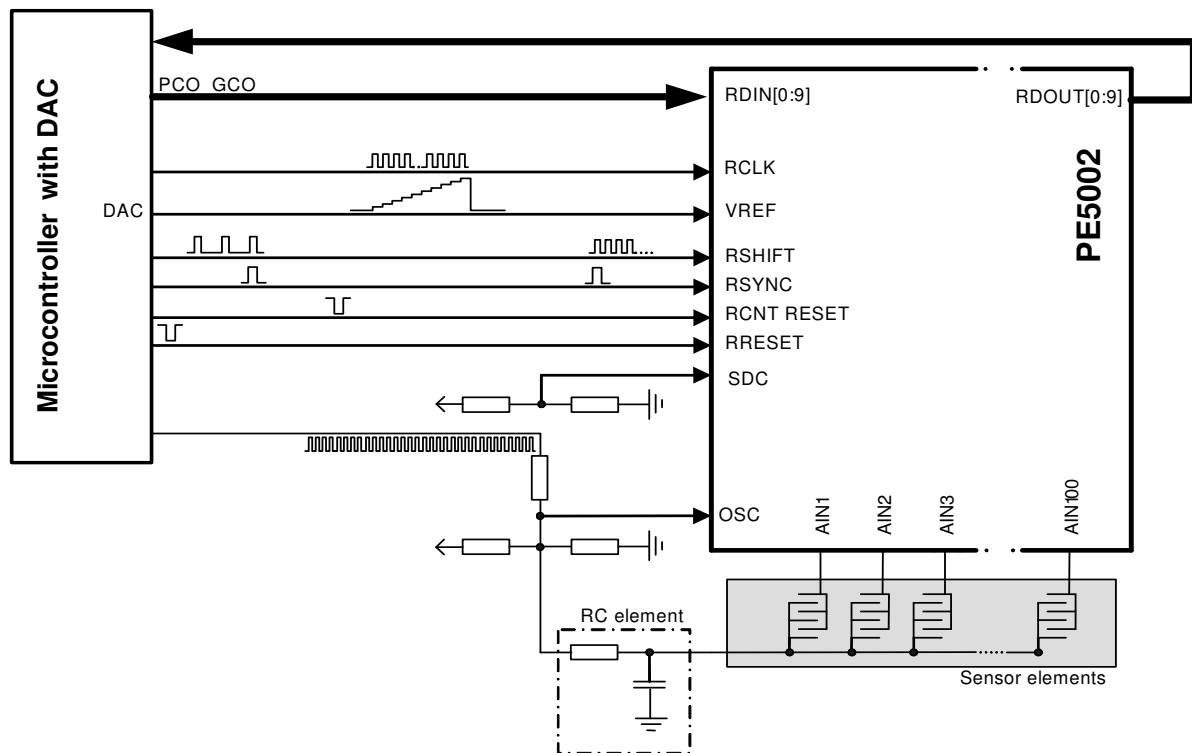 Microcontroller with DAC
PCO GCO
DAC
RDIN[0:9]
RDOUT[0:9]
RCLK
VREF
RSHIFT
RSYNC
RCNT RESET
RRESET
SDC
OSC
PE5002
AIN1
AIN2
AIN3
AIN100
RC element
Sensor elements